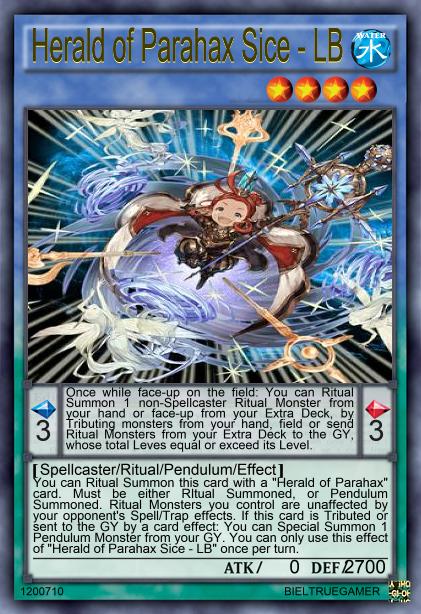 Herald of Parahax Sice - LB
WATER
水
Once while face-up on the field: You can Ritual
Summon 1 non-Spellcaster Ritual Monster from
your hand or face-up from your Extra Deck, by
Tributing monsters from your hand, field or send
Ritual Monsters from your Extra Deck to the GY,
whose total Leves equal or exceed its Level.
3
3
[Spellcaster/Ritual/Pendulum/Effect]
You can Ritual Summon this card with a "Herald of Parahax"
card. Must be either RItual Summoned, or Pendulum
Summoned. Ritual Monsters you control are unaffected by
your opponent's Spell/Trap effects. If this card is Tributed or
sent to the GY by a card effect: You can Special Summon 1
Pendulum Monster from your GY. You can only use this effect
of "Herald of Parahax Sice - LB" once per turn.
ATK/ 0 DEF/2700
1200710
BIELTRUEGAMER